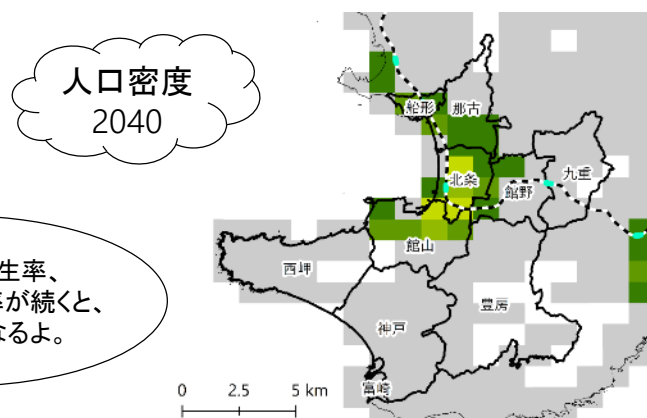 人口密度
2040
生率、
率が続くと、
なるよ。
船形
那古
北条
館野
九重
館山
西岬
豊房
神戸
富崎
0 2.5 5 km